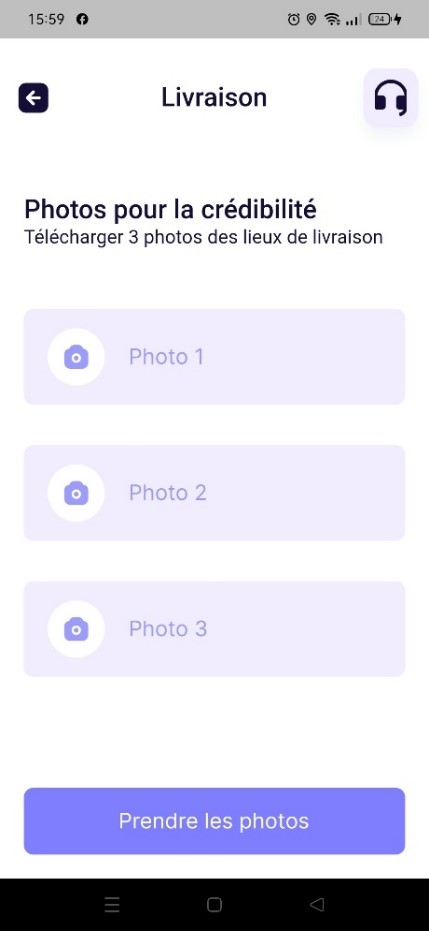 15:59
24
Livraison
Photos pour la crédibilité
Télécharger 3 photos des lieux de livraison
Photo 1
Photo 2
Photo 3
Prendre les photos